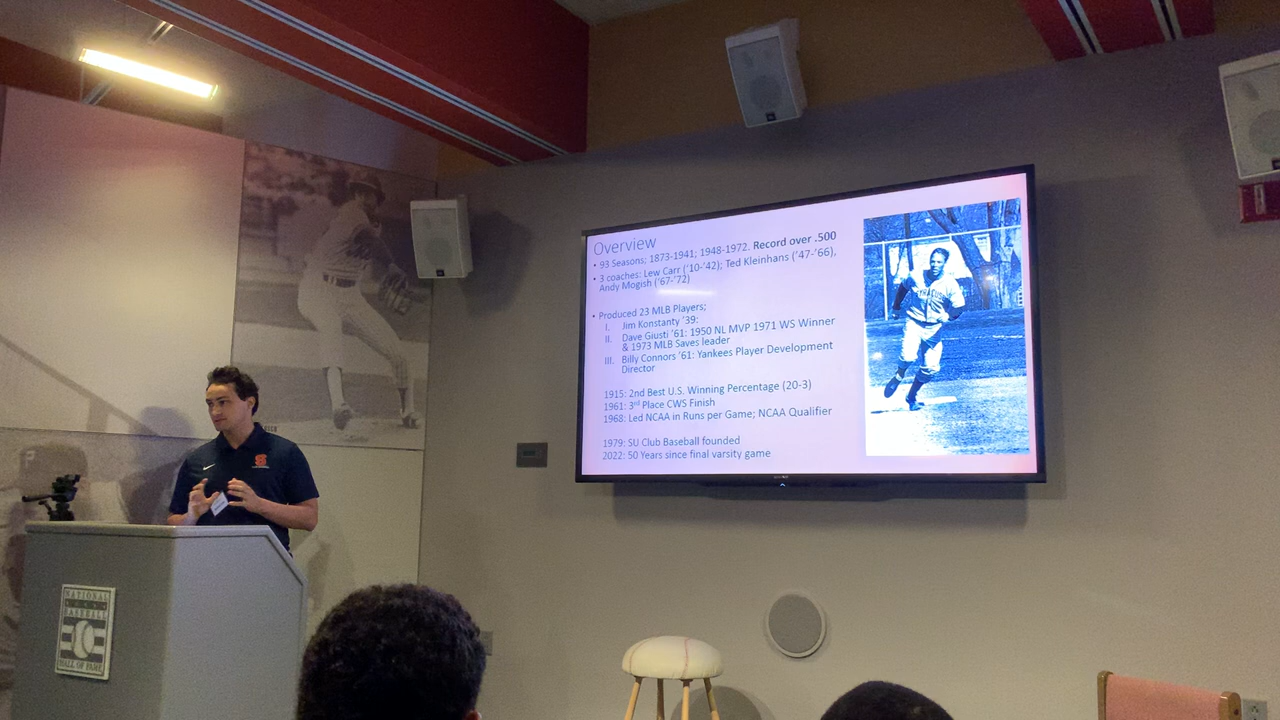 Overview
• 93 Seasons; 1873-1941; 1948-1972. Record over .500
• 3 coaches: Lew Carr ('10-'42); Ted Kleinhans ('47-'66),
Andy Mogish ('67-'72)
• Produced 23 MLB Players;
I. Jim Konstanty '39:
II. Dave Giusti '61: 1950 NL MVP 1971 WS Winner
& 1973 MLB Saves leader
III. Billy Connors '61: Yankees Player Development
Director
1915: 2nd Best U.S. Winning Percentage (20-3)
1961: 3rd Place CWS Finish
1968: Led NCAA in Runs per Game; NCAA Qualifier
1979: SU Club Baseball founded
2022: 50 Years since final varsity game
SYRACUSE
S
NATIONAL
BASEBALL
HALL OF FAME